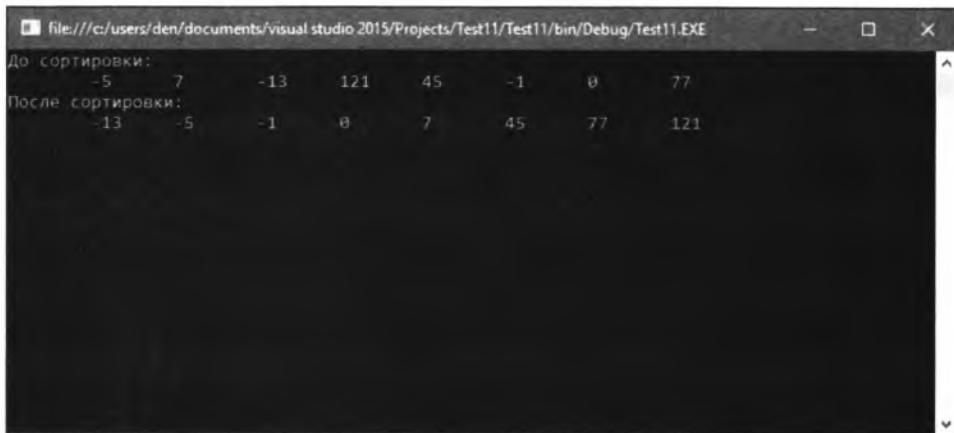 file:///c:/users/den/documents/visual studio 2015/Projects/Test11/Test11/bin/Debug/Test11.EXE
До сортировки:
-5 7 -13 121 45 -1 0 77
После сортировки:
-13 -5 -1 0 7 45 77 121